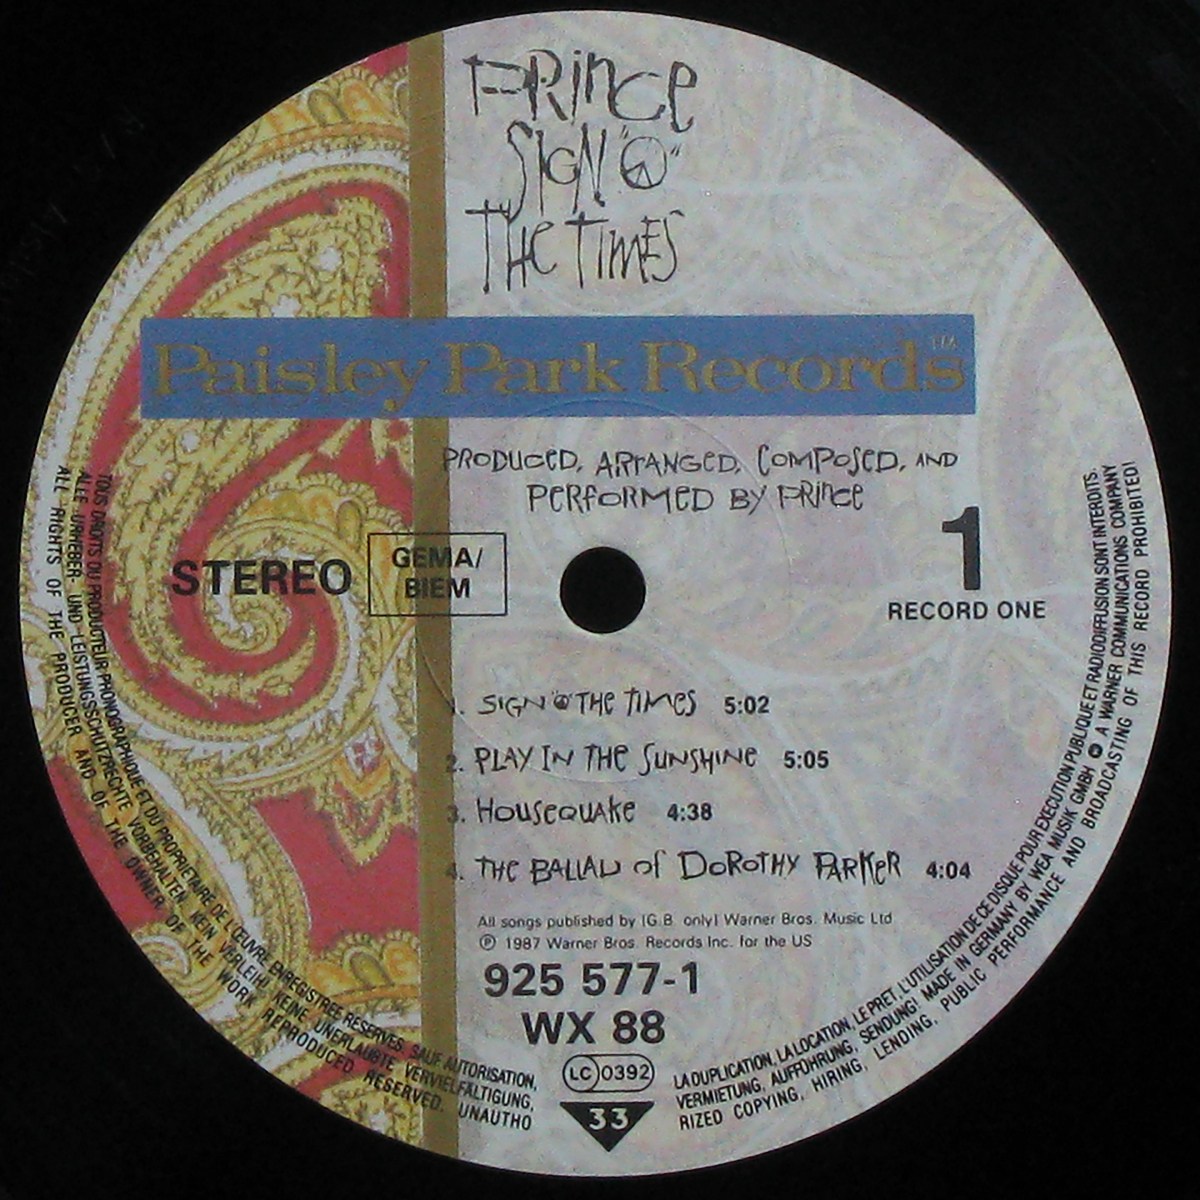 PRINCE
SIGN "☮"
THE TIMES
Paisley Park Records™
PRODUCED, ARRANGED, COMPOSED, AND
PERFORMED BY PRINCE
STEREO
GEMA/
BIEM
1
RECORD ONE
1. SIGN "☮" THE TIMES 5:02
2. PLAY IN THE SUNSHINE 5:05
3. HOUSEQUAKE 4:38
4. THE BALLAD of DOROTHY PARKER 4:04
All songs published by (G.B. only) Warner Bros. Music Ltd
℗ 1987 Warner Bros. Records Inc. for the US
925 577-1
WX 88
LC 0392
33
TOUS DROITS DU PRODUCTEUR PHONOGRAPHIQUE ET DU PROPRIETAIRE DE L'ŒUVRE ENREGISTREE RESERVES. SAUF AUTORISATION, LA DUPLICATION, LA LOCATION, LE PRET, L'UTILISATION DE CE DISQUE POUR EXECUTION PUBLIQUE ET RADIODIFFUSION SONT INTERDITS.
ALLE URHEBER- UND LEISTUNGSSCHUTZRECHTE VORBEHALTEN. KEIN VERLEIH! KEINE UNERLAUBTE VERVIELFÄLTIGUNG, VERMIETUNG, AUFFÜHRUNG, SENDUNG! MADE IN GERMANY BY WEA MUSIK GMBH A WARNER COMMUNICATIONS COMPANY
ALL RIGHTS OF THE PRODUCER AND OF THE OWNER OF THE WORK REPRODUCED RESERVED. UNAUTHORIZED COPYING, HIRING, LENDING, PUBLIC PERFORMANCE AND BROADCASTING OF THIS RECORD PROHIBITED!